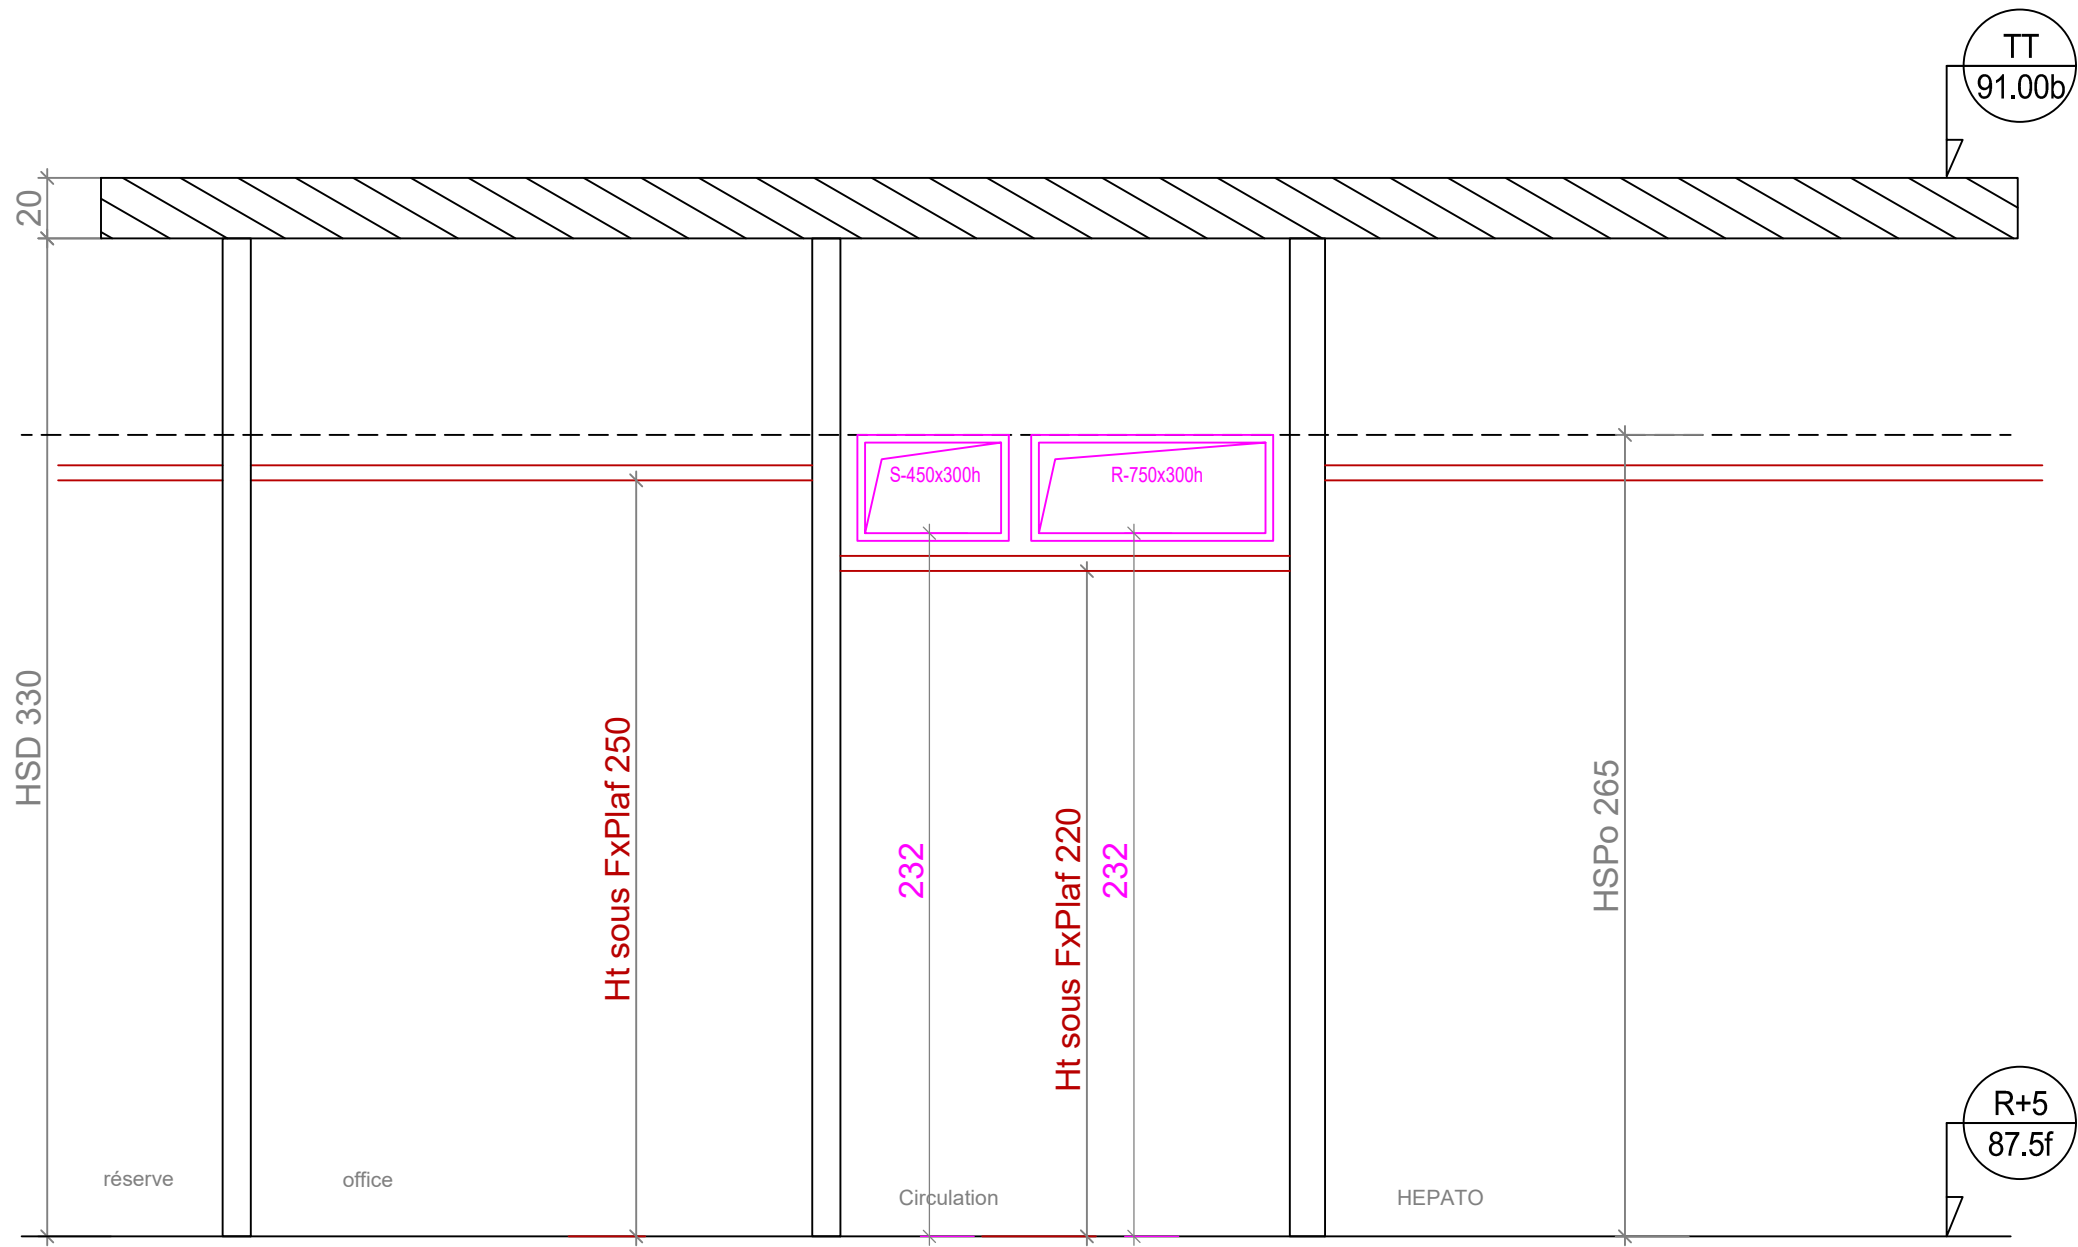 TT
91.00b
20
S-450x300h
R-750x300h
HSD 330
Ht sous FxPlaf 250
232
Ht sous FxPlaf 220
232
HSPo 265
R+5
87.5f
réserve
office
Circulation
HEPATO